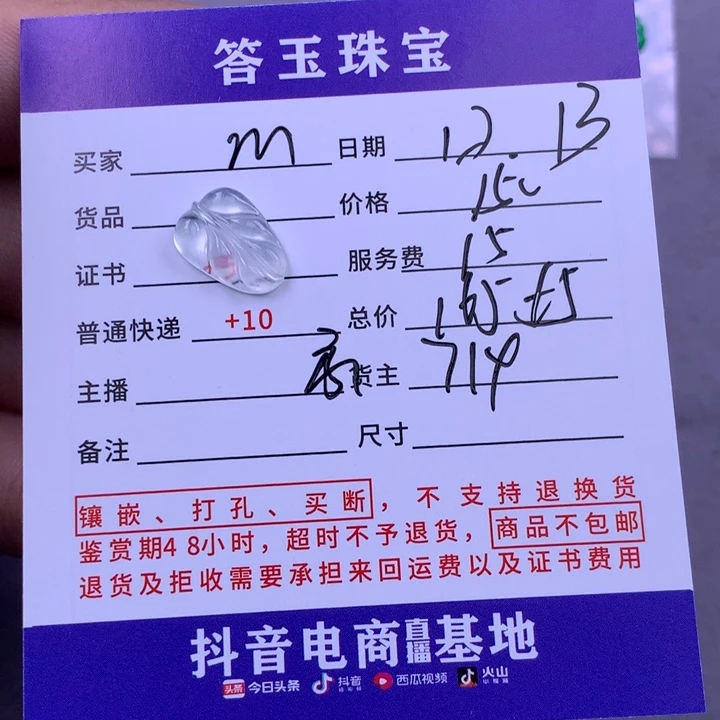 答玉珠宝
买家 m 日期 12.13
货品 价格 150
证书 服务费 15
普通快递 +10 总价 165
主播 货主 714
备注 尺寸
镶嵌、打孔、买断，不支持退换货
鉴赏期48小时，超时不予退货，商品不包邮
退货及拒收需要承担来回运费以及证书费用
抖音电商直播基地
头条 今日头条 抖音 西瓜视频 火山